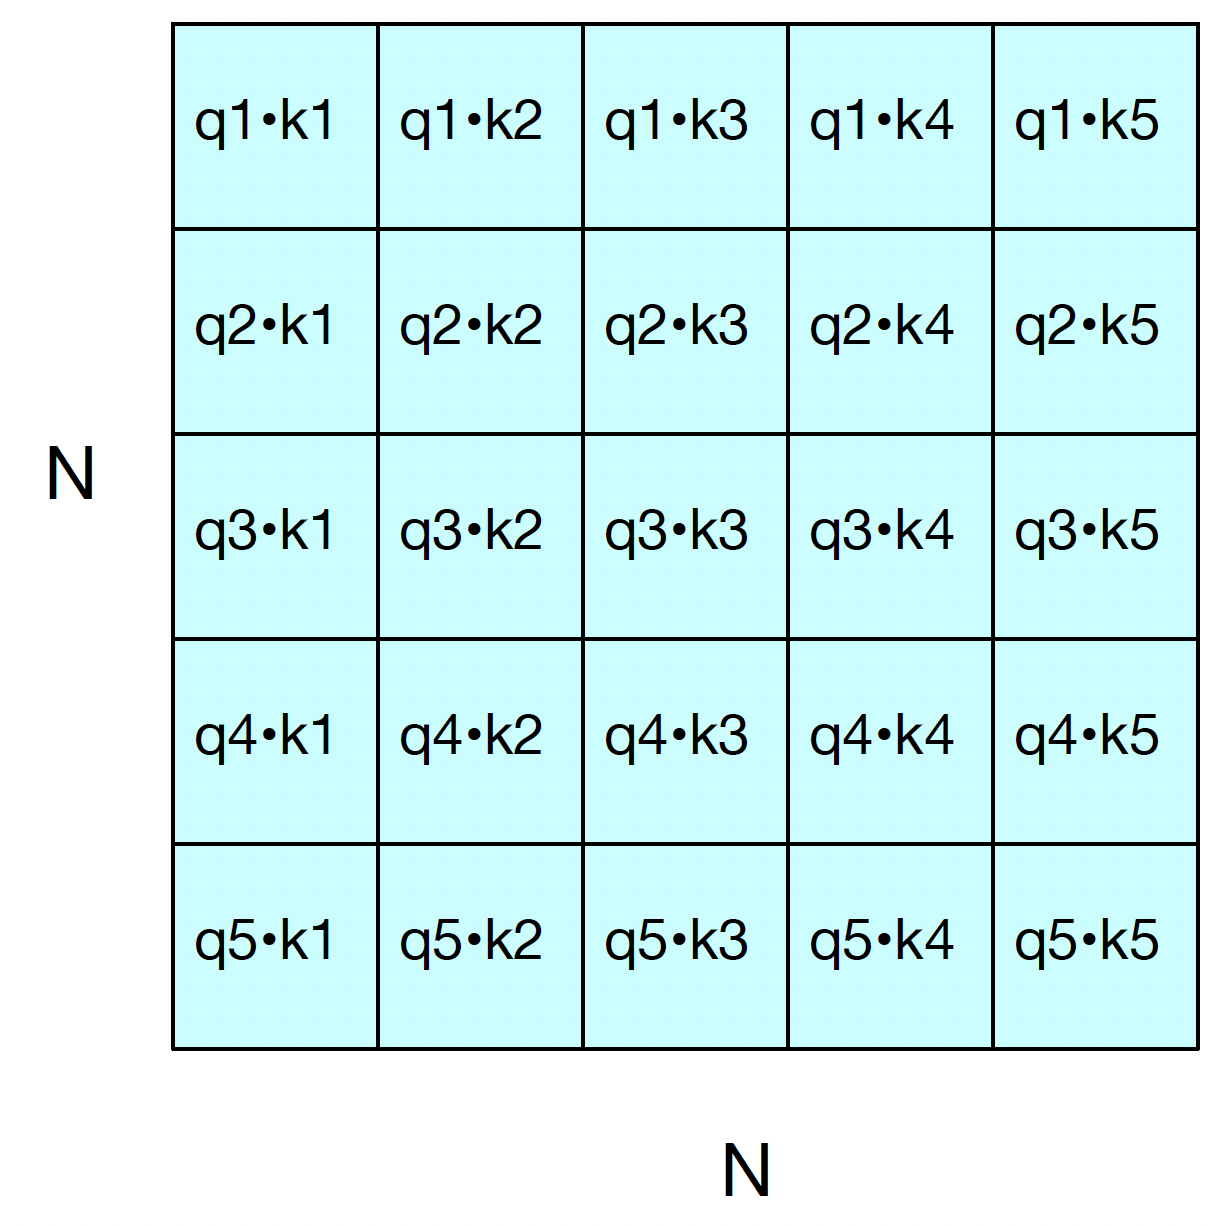 q1•k1 q1•k2 q1•k3 q1•k4 q1•k5
q2•k1 q2•k2 q2•k3 q2•k4 q2•k5
N
q3•k1 q3•k2 q3•k3 q3•k4 q3•k5
q4•k1 q4•k2 q4•k3 q4•k4 q4•k5
q5•k1 q5•k2 q5•k3 q5•k4 q5•k5
N